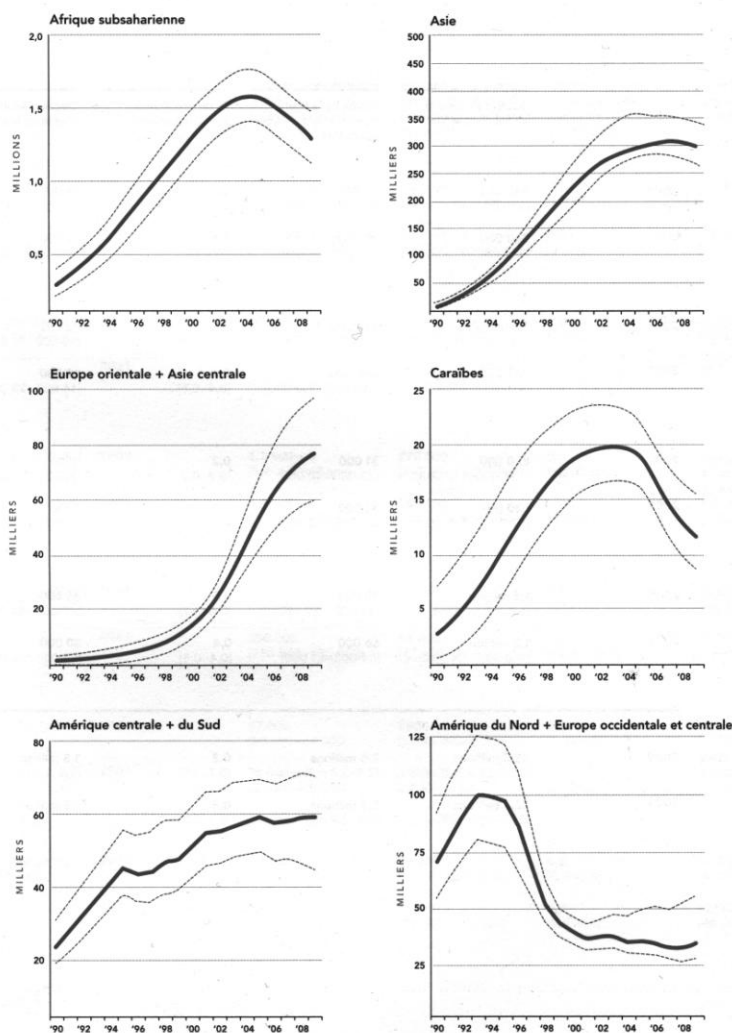 Afrique subsaharienne
2,0
1,5
1,0
0,5
MILLIONS
'90 '92 '94 '96 '98 '00 '02 '04 '06 '08
Asie
500
450
400
350
300
250
200
150
100
50
MILLIERS
'90 '92 '94 '96 '98 '00 '02 '04 '06 '08
Europe orientale + Asie centrale
100
80
60
40
20
MILLIERS
'90 '92 '94 '96 '98 '00 '02 '04 '06 '08
Caraïbes
25
20
15
10
5
MILLIERS
'90 '92 '94 '96 '98 '00 '02 '04 '06 '08
Amérique centrale + du Sud
80
60
40
20
MILLIERS
'90 '92 '94 '96 '98 '00 '02 '04 '06 '08
Amérique du Nord + Europe occidentale et centrale
125
100
75
50
25
MILLIERS
'90 '92 '94 '96 '98 '00 '02 '04 '06 '08